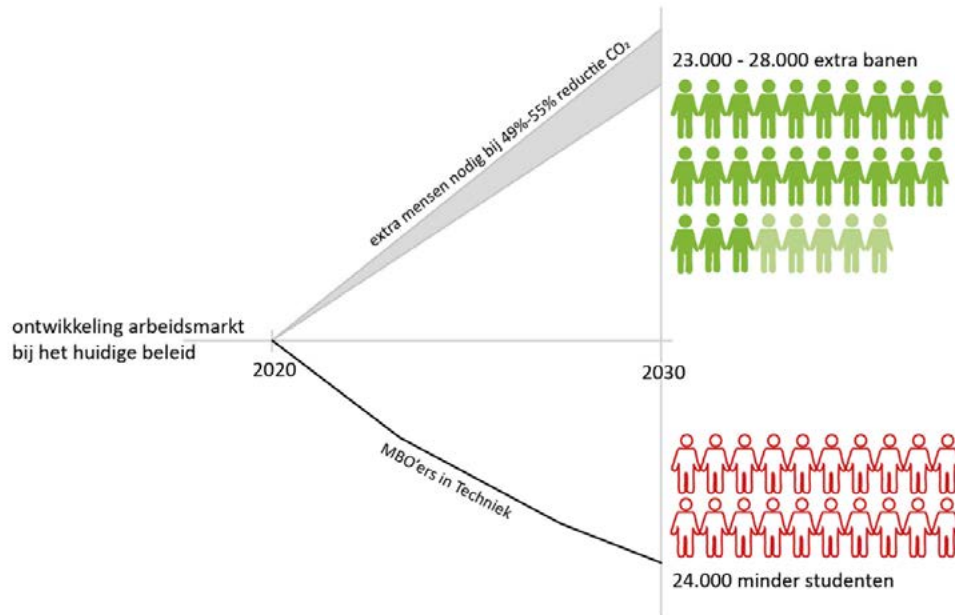 23.000 - 28.000 extra banen
extra mensen nodig bij 49%-55% reductie CO₂
ontwikkeling arbeidsmarkt
bij het huidige beleid
2020
2030
MBO'ers in Techniek
24.000 minder studenten